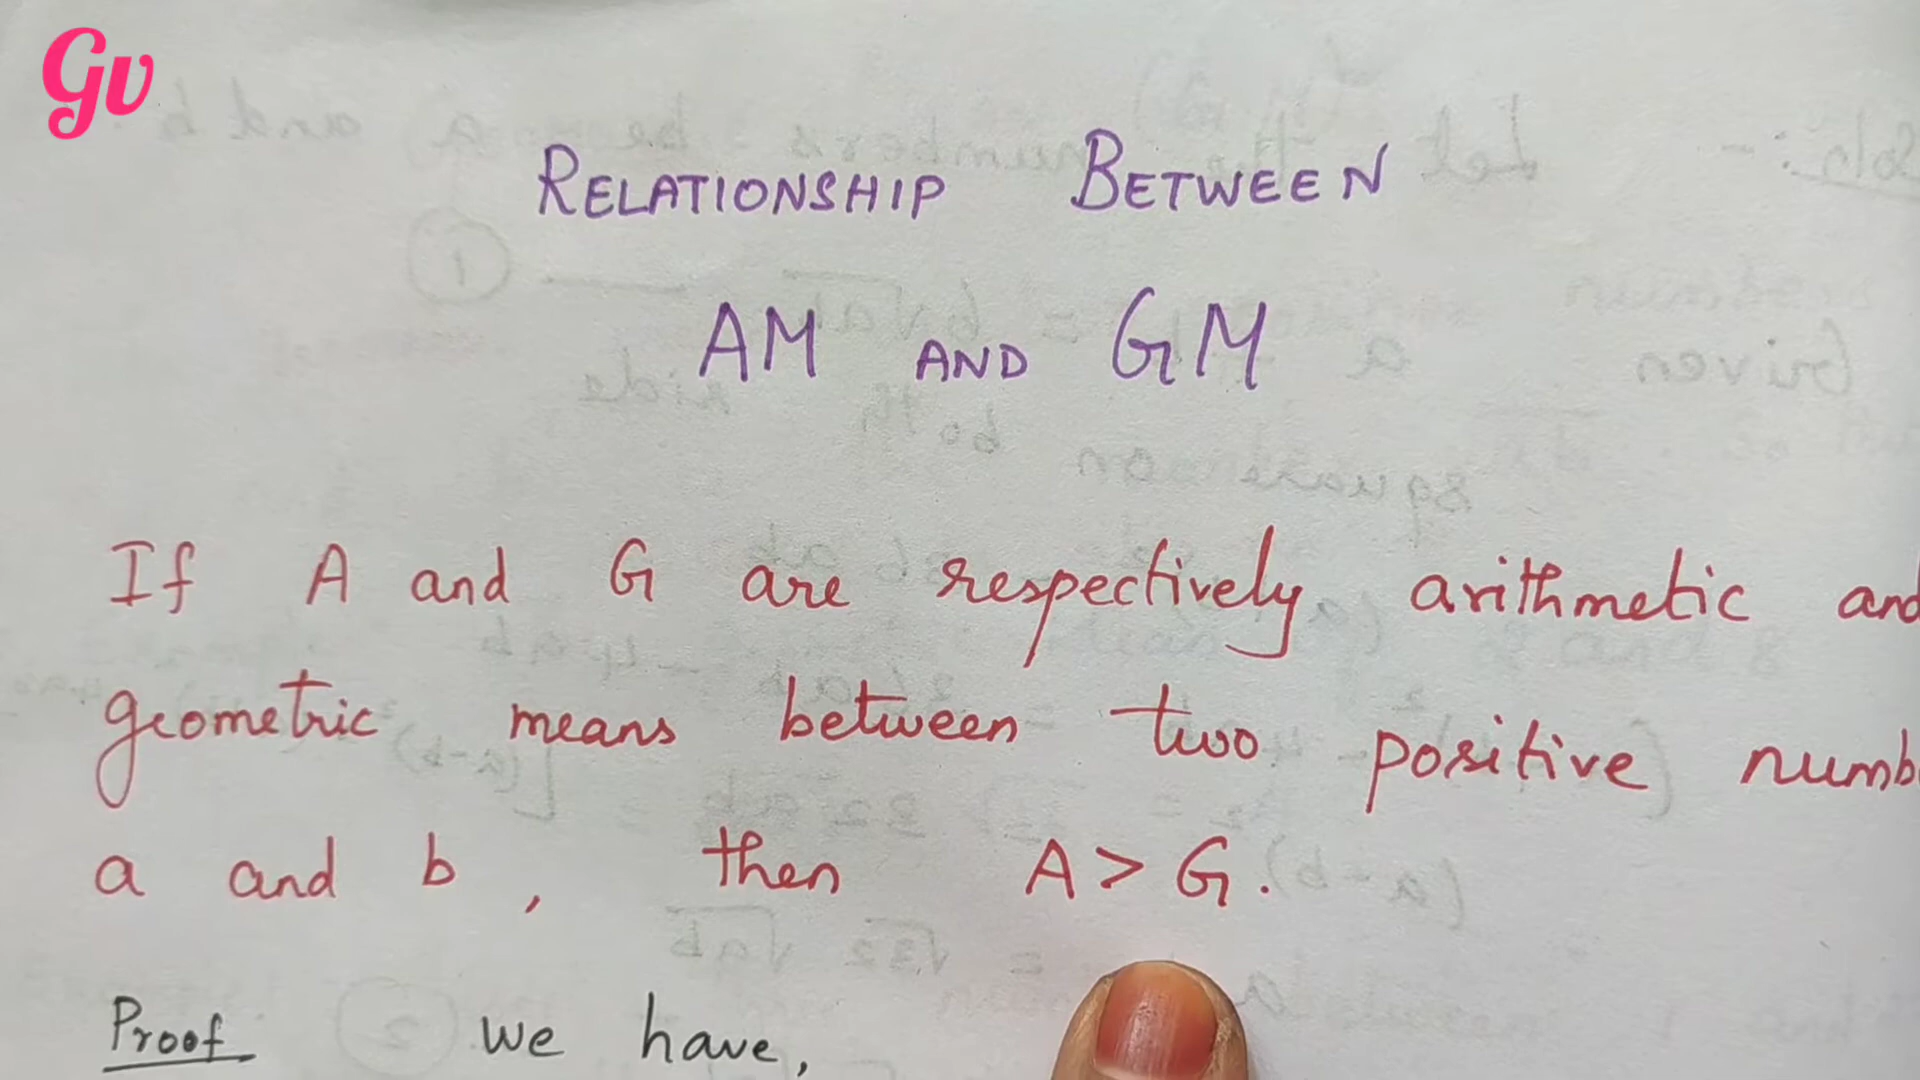 Gv
RELATIONSHIP BETWEEN
AM AND GM
If A and G are respectively arithmetic and
geometric means between two positive numb
a and b, then A > G.
Proof We have,